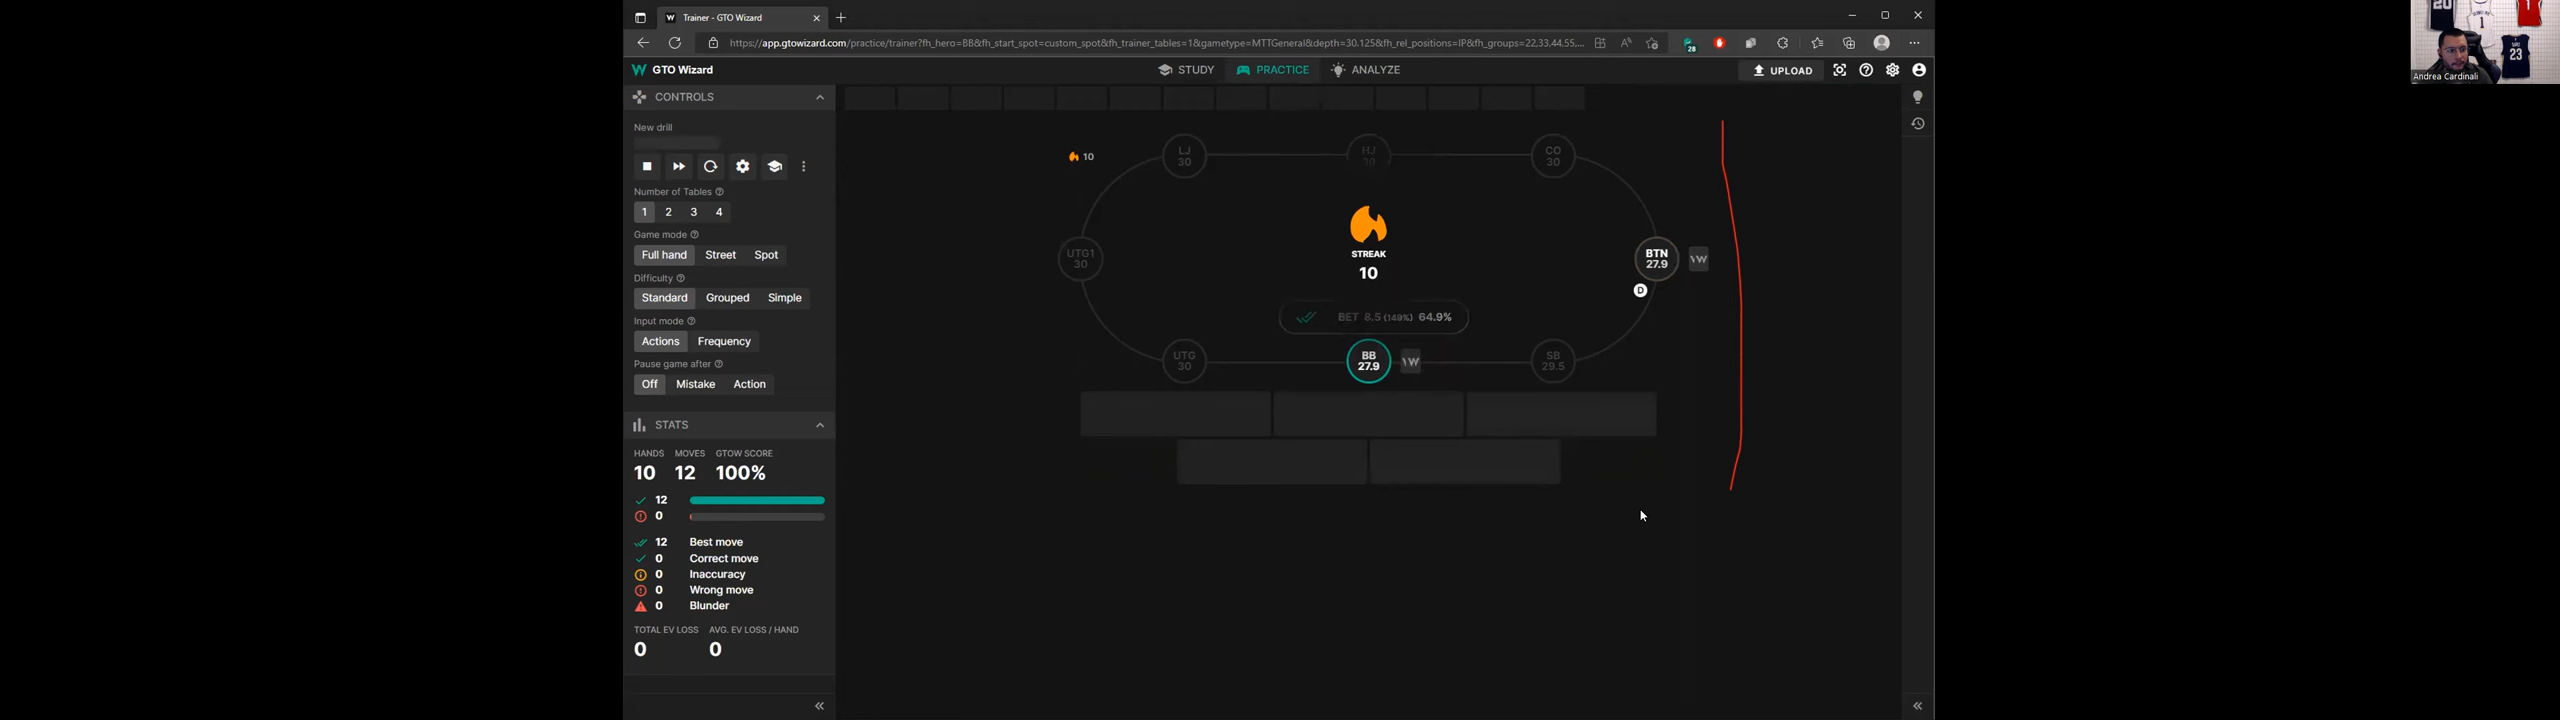 Trainer - GTO Wizard
https://app.gtowizard.com/practice/trainer?fh_hero=BB&fh_start_spot=custom_spot&fh_trainer_tables=1&gametype=MTTGeneral&depth=30.125&fh_rel_positions=IP&fh_groups=22,33,44,55,...
28
GTO Wizard
STUDY
PRACTICE
ANALYZE
UPLOAD
CONTROLS
New drill
Number of Tables
1 2 3 4
Game mode
Full hand Street Spot
Difficulty
Standard Grouped Simple
Input mode
Actions Frequency
Pause game after
Off Mistake Action
STATS
HANDS MOVES GTOW SCORE
10 12 100%
12
0
12 Best move
0 Correct move
0 Inaccuracy
0 Wrong move
0 Blunder
TOTAL EV LOSS AVG. EV LOSS / HAND
0 0
10
LJ
30
HJ
CO
30
UTG1
30
STREAK
10
BTN
27.9
D
BET 8.5 (149%) 64.9%
UTG
30
BB
27.9
SB
29.5
Andrea Cardinali
1
1
23